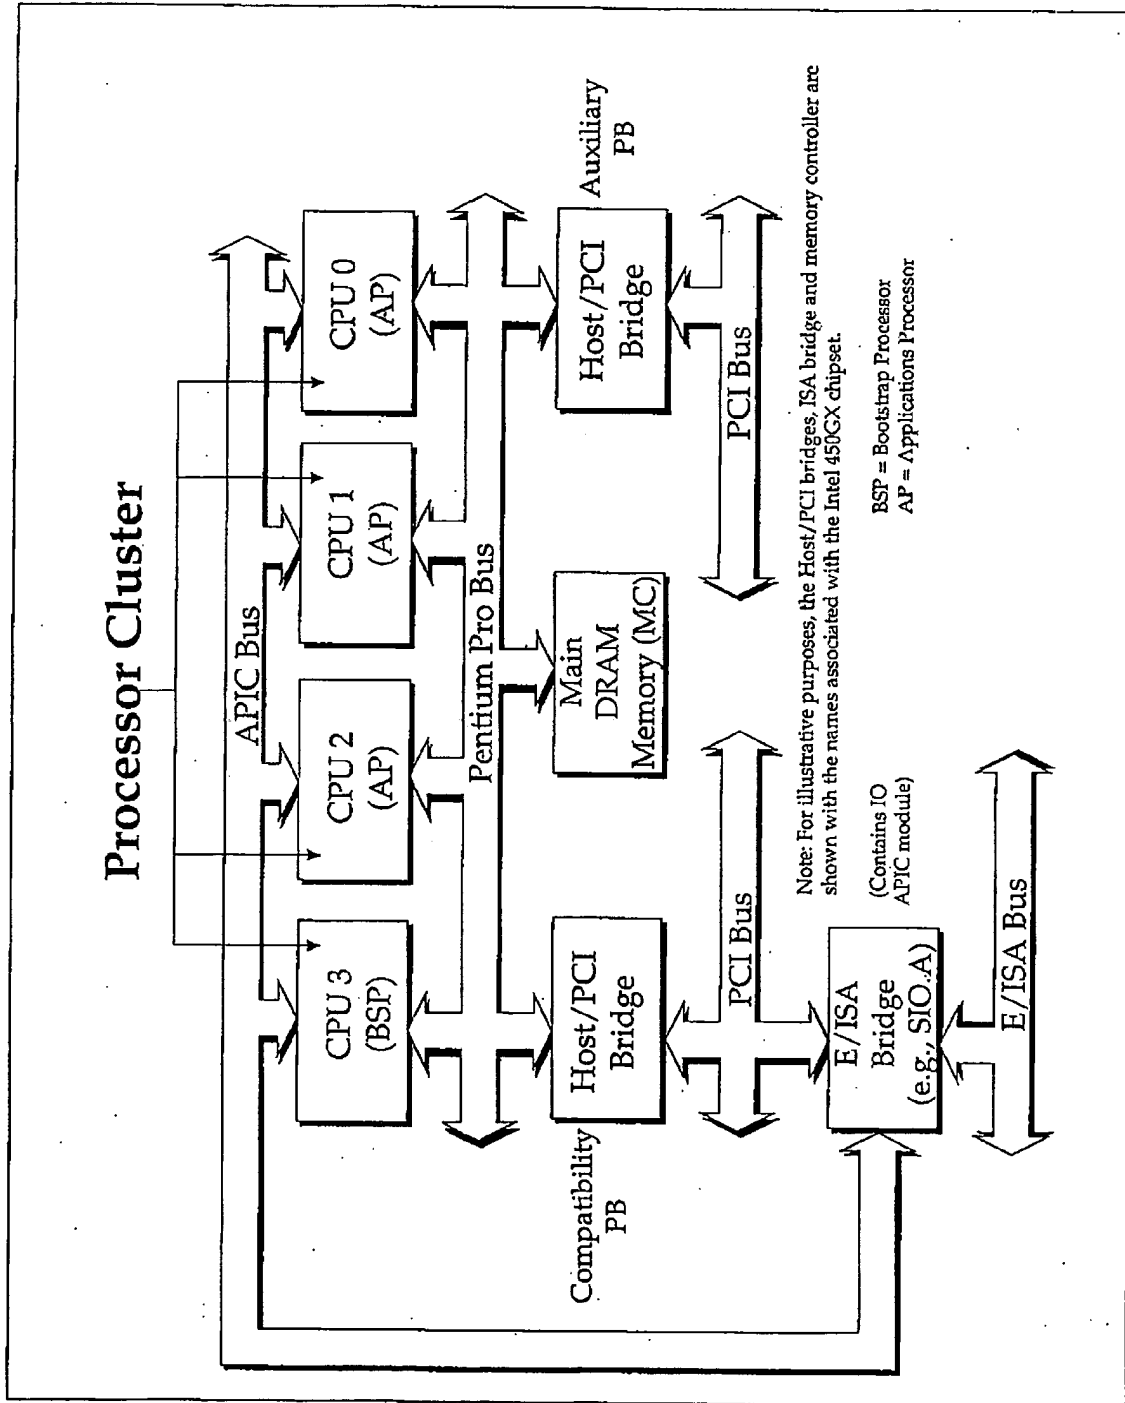 Processor Cluster
APIC Bus
CPU 3
(BSP)
CPU 2
(AP)
CPU 1
(AP)
CPU 0
(AP)
Pentium Pro Bus
Compatibility
PB
Host/PCI
Bridge
Main
DRAM
Memory (MC)
Host/PCI
Bridge
Auxiliary
PB
PCI Bus
PCI Bus
Note: For illustrative purposes, the Host/PCI bridges, ISA bridge and memory controller are
shown with the names associated with the Intel 450GX chipset.
E/ISA
Bridge
(e.g., SIO.A)
(Contains IO
APIC module)
BSP = Bootstrap Processor
AP = Applications Processor
E/ISA Bus